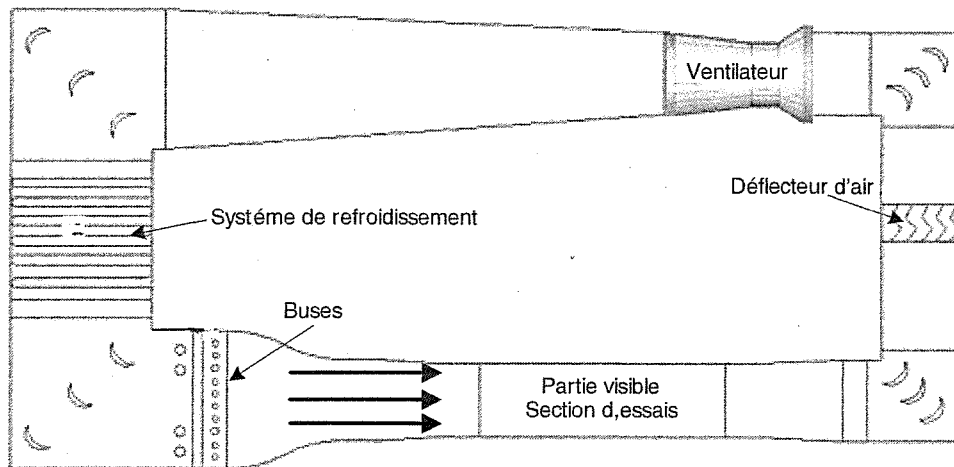 Ventilateur
Déflecteur d'air
Systéme de refroidissement
Buses
Partie visible
Section d,essais